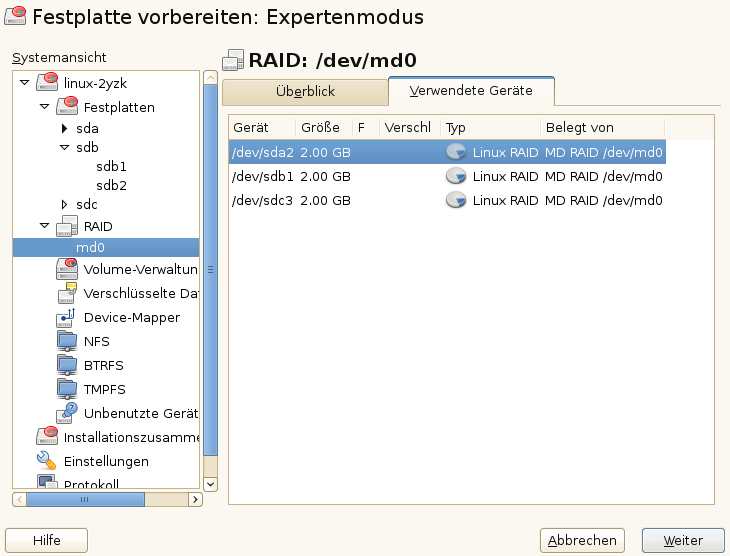 Festplatte vorbereiten: Expertenmodus
Systemansicht
linux-2yzk
Festplatten
sda
sdb
sdb1
sdb2
sdc
RAID
md0
Volume-Verwaltun
Verschlüsselte Da
Device-Mapper
NFS
BTRFS
TMPFS
Unbenutzte Gerät
Installationszusamme
Einstellungen
Protokoll
RAID: /dev/md0
Überblick
Verwendete Geräte
Gerät Größe F Verschl Typ Belegt von
/dev/sda2 2.00 GB Linux RAID MD RAID /dev/md0
/dev/sdb1 2.00 GB Linux RAID MD RAID /dev/md0
/dev/sdc3 2.00 GB Linux RAID MD RAID /dev/md0
Hilfe
Abbrechen
Weiter